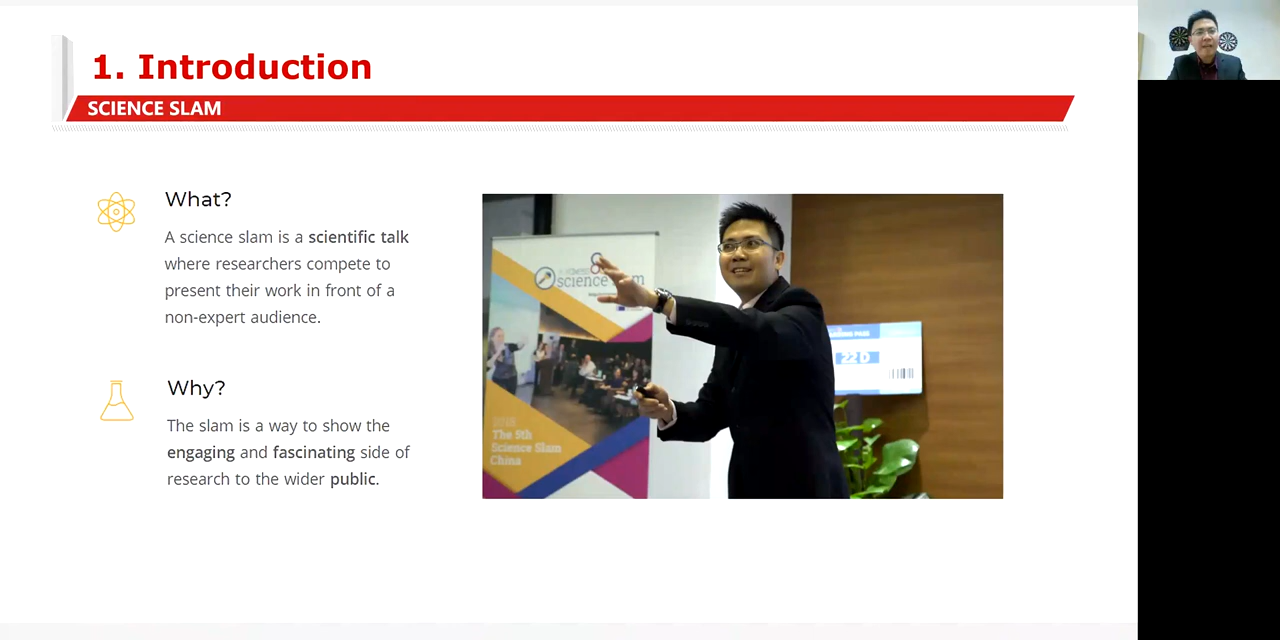 1. Introduction
SCIENCE SLAM
What?
A science slam is a scientific talk
where researchers compete to
present their work in front of a
non-expert audience.
Why?
The slam is a way to show the
engaging and fascinating side of
research to the wider public.
science
The 5th
Science Slam
China
22D